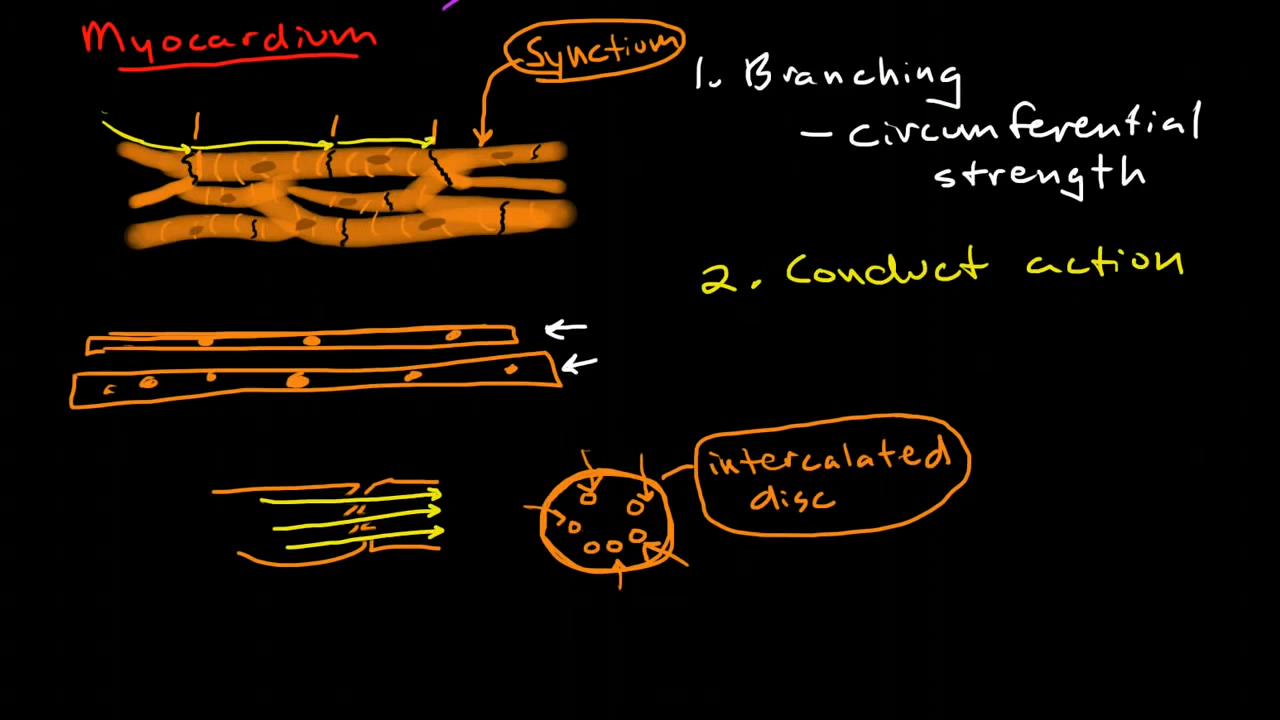 Myocardium
Synctium
1. Branching
- circumferential
strength
2. Conduct action
intercalated
disc